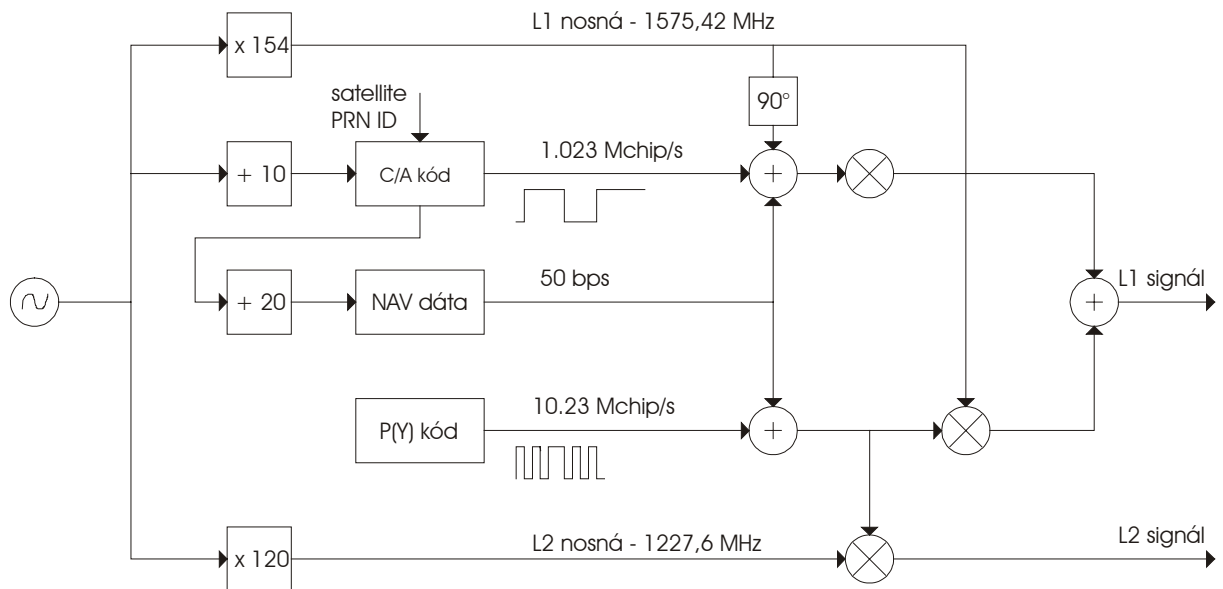 L1 nosná - 1575,42 MHz
x 154
90°
satellite
PRN ID
1.023 Mchip/s
+ 10
C/A kód
+
50 bps
L1 signál
+ 20
NAV dáta
+
10.23 Mchip/s
P(Y) kód
+
L2 nosná - 1227,6 MHz
L2 signál
x 120